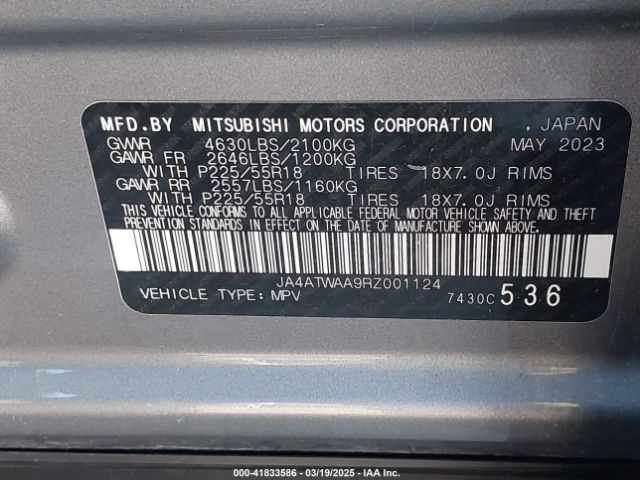 MFD.BY MITSUBISHI MOTORS CORPORATION . JAPAN
GVWR 4630LBS/2100KG MAY 2023
GAWR FR 2646LBS/1200KG
WITH P225/55R18 TIRES 18X7.0J RIMS
GAWR RR 2557LBS/1160KG
WITH P225/55R18 TIRES 18X7.0J RIMS
THIS VEHICLE CONFORMS TO ALL APPLICABLE FEDERAL MOTOR VEHICLE SAFETY AND THEFT
PREVENTION STANDARDS IN EFFECT ON THE DATE OF MANUFACTURE SHOWN ABOVE.
JA4ATWAA9RZ001124
VEHICLE TYPE:MPV 7430C 536
000-41833586 - 03/19/2025 - IAA Inc.